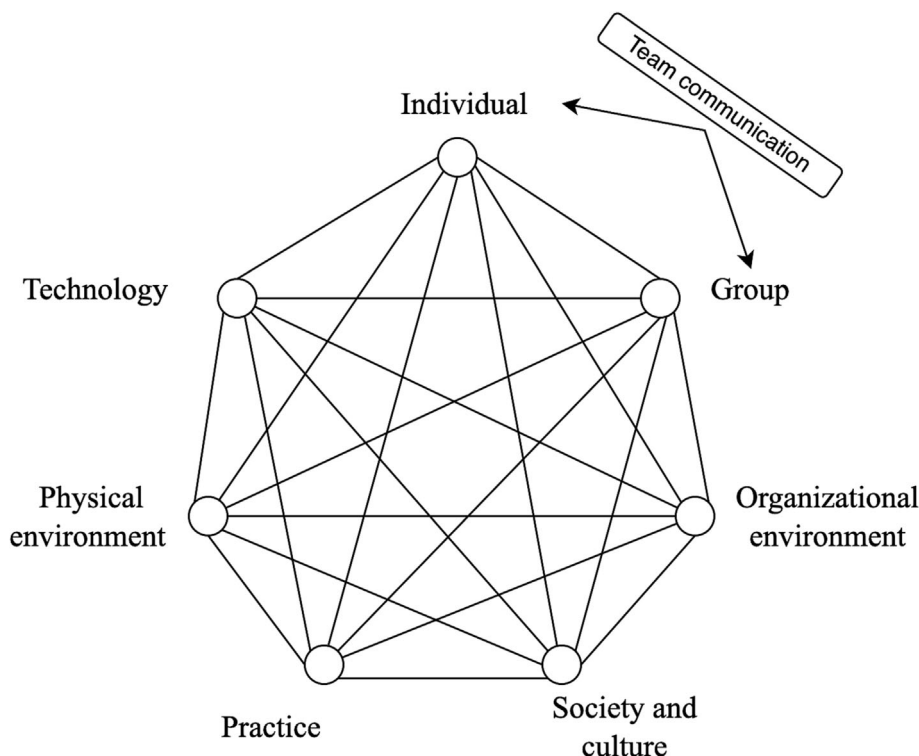 Team communication
Individual
Technology
Group
Physical
environment
Organizational
environment
Practice
Society and
culture